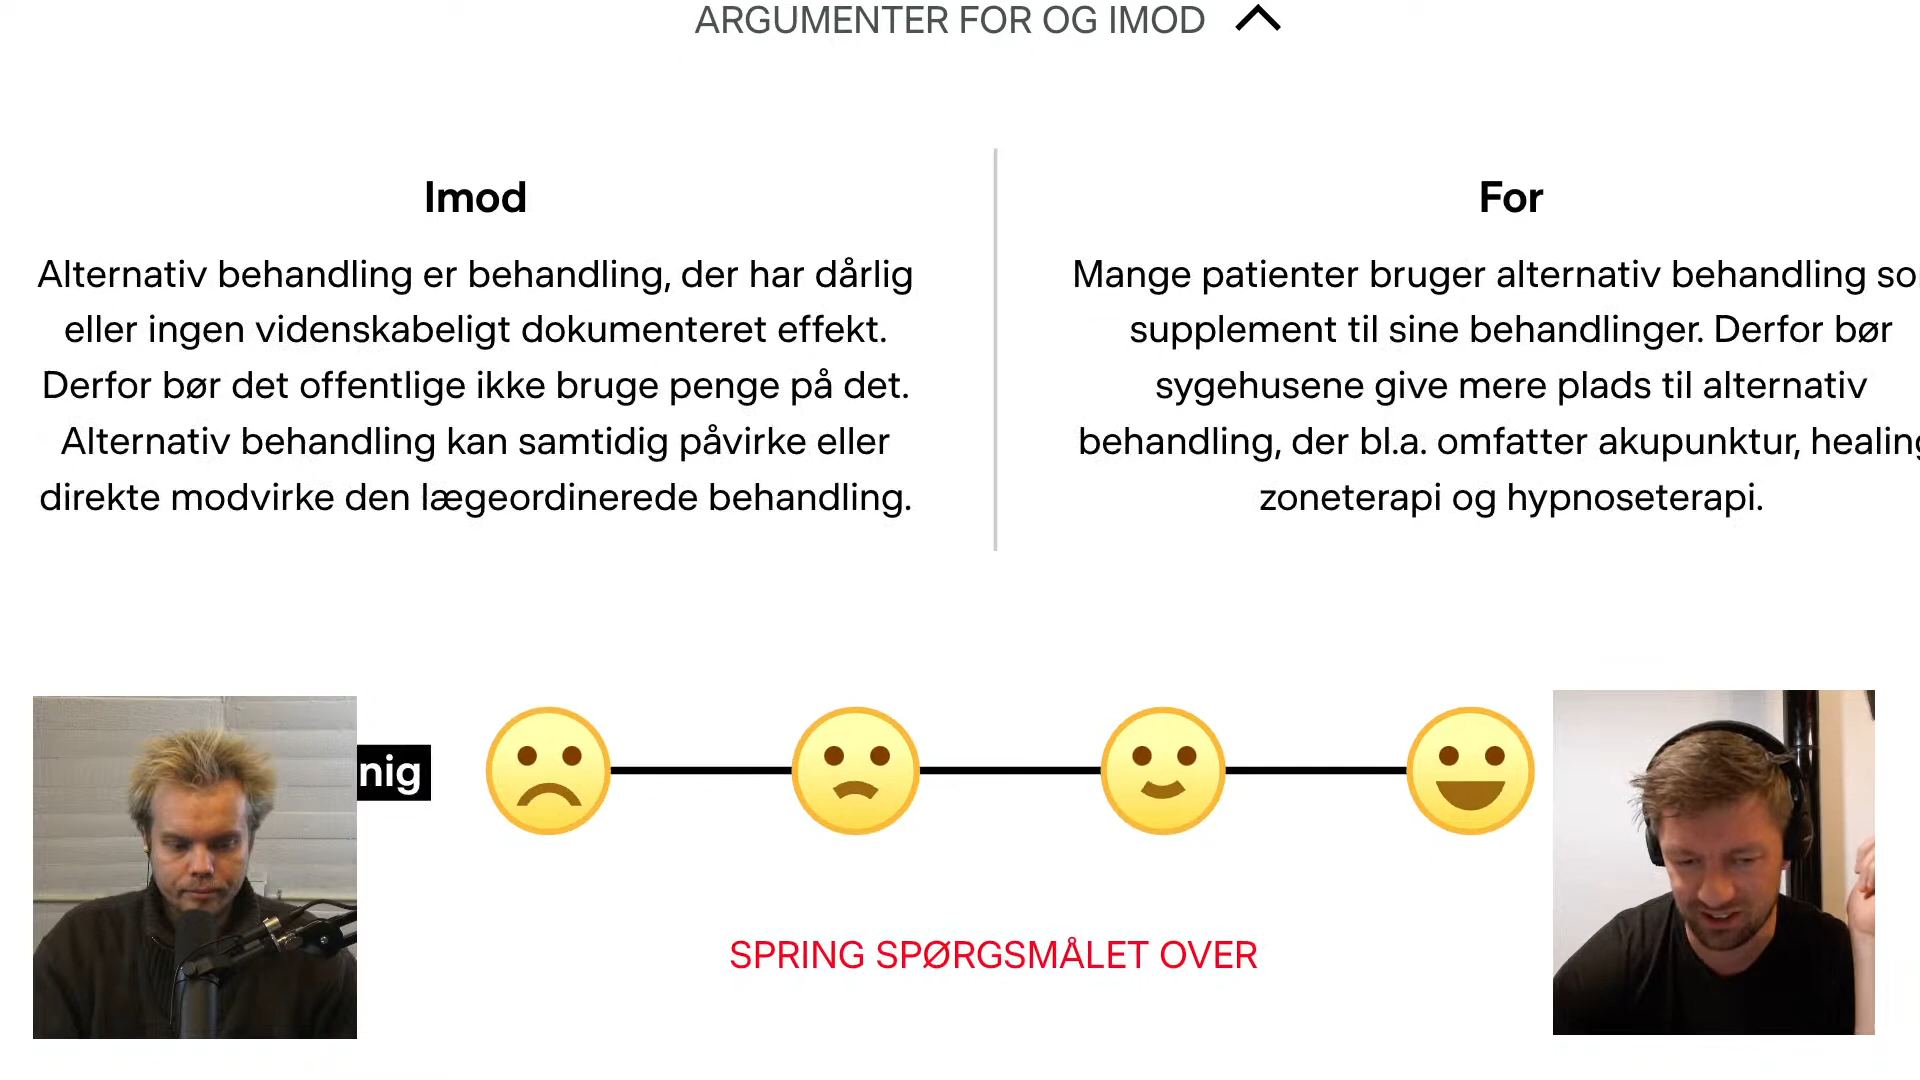 ARGUMENTER FOR OG IMOD
Imod
Alternativ behandling er behandling, der har dårlig
eller ingen videnskabeligt dokumenteret effekt.
Derfor bør det offentlige ikke bruge penge på det.
Alternativ behandling kan samtidig påvirke eller
direkte modvirke den lægeordinerede behandling.
For
Mange patienter bruger alternativ behandling so
supplement til sine behandlinger. Derfor bør
sygehusene give mere plads til alternativ
behandling, der bl.a. omfatter akupunktur, healing
zoneterapi og hypnoseterapi.
nig
SPRING SPØRGSMÅLET OVER